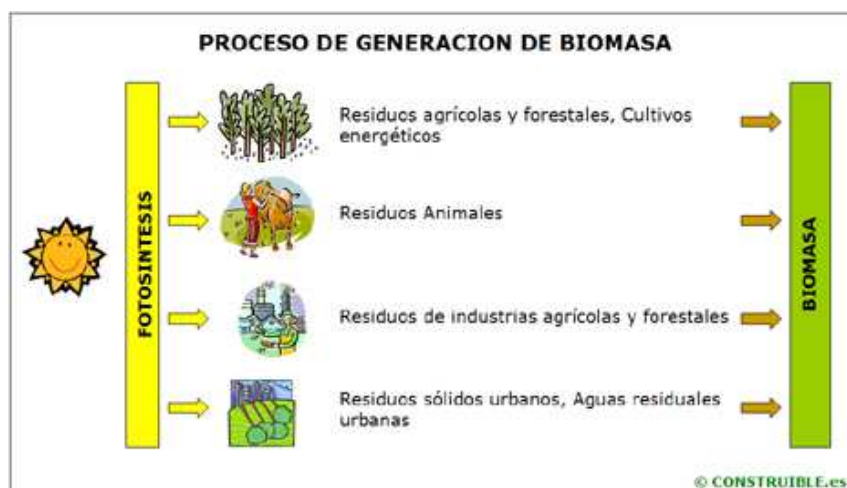 PROCESO DE GENERACION DE BIOMASA
FOTOSINTESIS
Residuos agrícolas y forestales, Cultivos
energéticos
Residuos Animales
Residuos de industrias agrícolas y forestales
Residuos sólidos urbanos, Aguas residuales
urbanas
BIOMASA
© CONSTRUIBLE.es